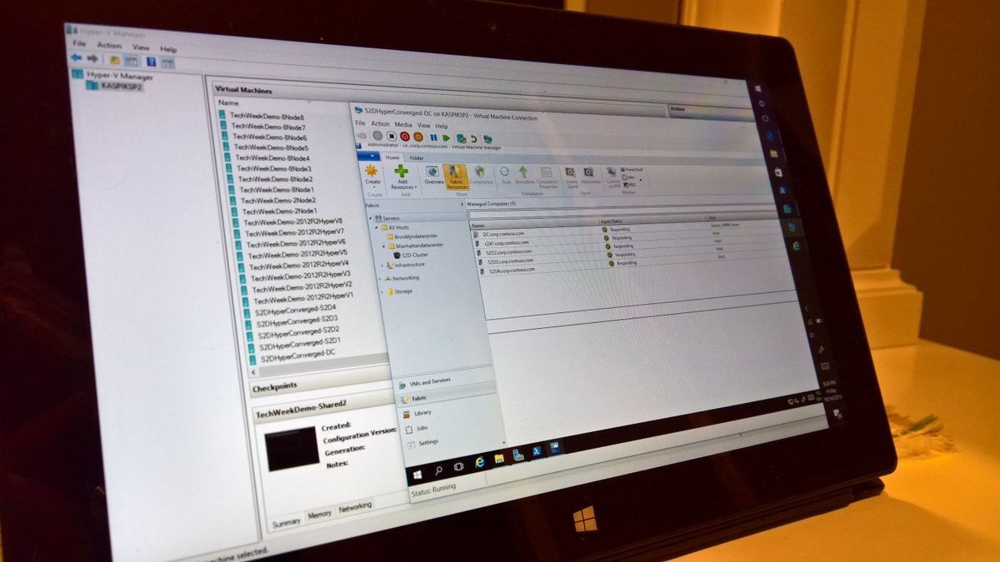 Hyper-V Manager
File Action View Help
Hyper-V Manager
KASPIKSP2
Virtual Machines
Name
TechWeekDemo-8Node8
TechWeekDemo-8Node7
TechWeekDemo-8Node6
TechWeekDemo-8Node5
TechWeekDemo-8Node4
TechWeekDemo-8Node3
TechWeekDemo-8Node2
TechWeekDemo-8Node1
TechWeekDemo-2Node2
TechWeekDemo-2Node1
TechWeekDemo-2012R2HyperV8
TechWeekDemo-2012R2HyperV7
TechWeekDemo-2012R2HyperV6
TechWeekDemo-2012R2HyperV5
TechWeekDemo-2012R2HyperV4
TechWeekDemo-2012R2HyperV3
TechWeekDemo-2012R2HyperV2
TechWeekDemo-2012R2HyperV1
S2DHyperConverged-S2D4
S2DHyperConverged-S2D3
S2DHyperConverged-S2D2
S2DHyperConverged-S2D1
S2DHyperConverged-DC
Checkpoints
TechWeekDemo-Shared2
Created:
Configuration Version:
Generation:
Notes:
Summary Memory Networking
machine selected.
Actions
S2DHyperConverged-DC on KASPIKSP2 - Virtual Machine Connection
File Action Media View Help
Administrator - DC.corp.contoso.com - Virtual Machine Manager
Home Folder
Create
Add Resources
Overview
Fabric Resources
Compliance
Scan
Remediate
Compliance Properties
Update Agent
Reassociate
PowerShell
Jobs
PRO
Create
Add
Show
Compliance
Agent
Window
Fabric
Servers
All Hosts
Brooklyndatacenter
Manhattandatacenter
S2D-Cluster
Infrastructure
Networking
Storage
VMs and Services
Fabric
Library
Jobs
Settings
Managed Computers (5)
Name Agent Status Role
DC.corp.contoso.com Responding Library, VMM Server
s2d1.corp.contoso.com Responding Host
S2D2.corp.contoso.com Responding Host
S2D3.corp.contoso.com Responding Host
S2D4.corp.contoso.com Responding
Status: Running
9:24 PM
Friday
10/14/2016